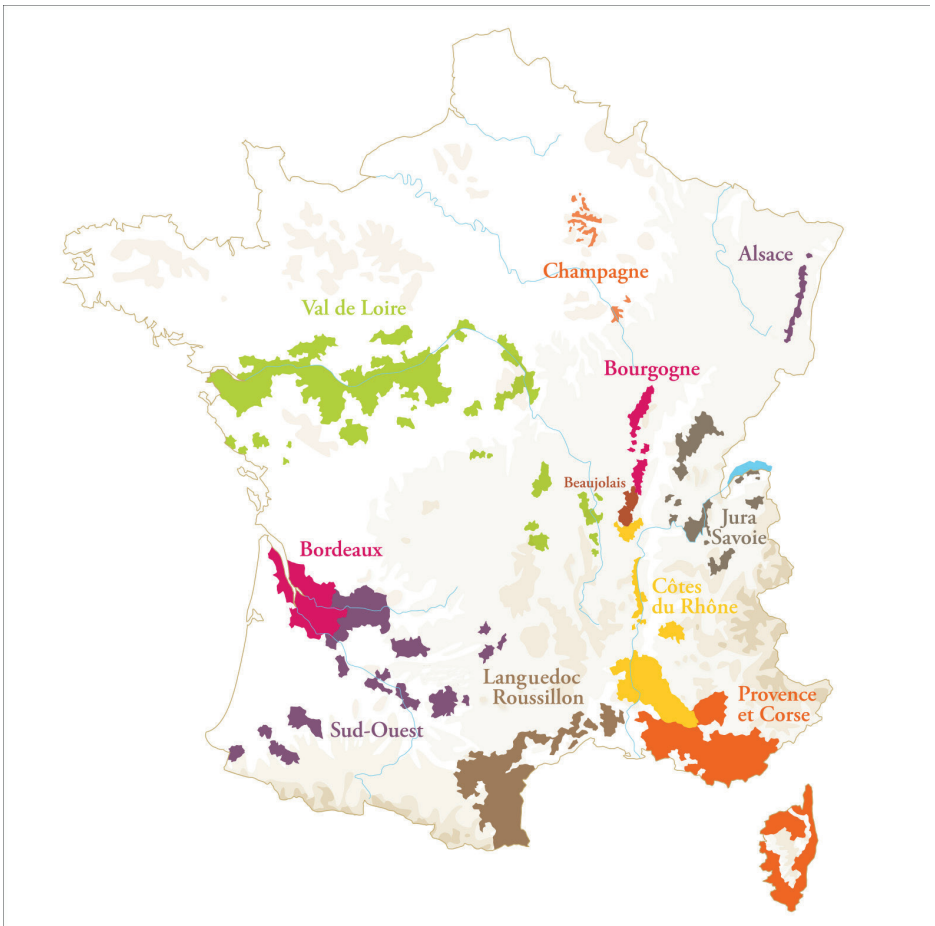 Alsace
Champagne
Val de Loire
Bourgogne
Beaujolais
Jura
Savoie
Bordeaux
Côtes
du Rhône
Languedoc
Roussillon
Provence
et Corse
Sud-Ouest